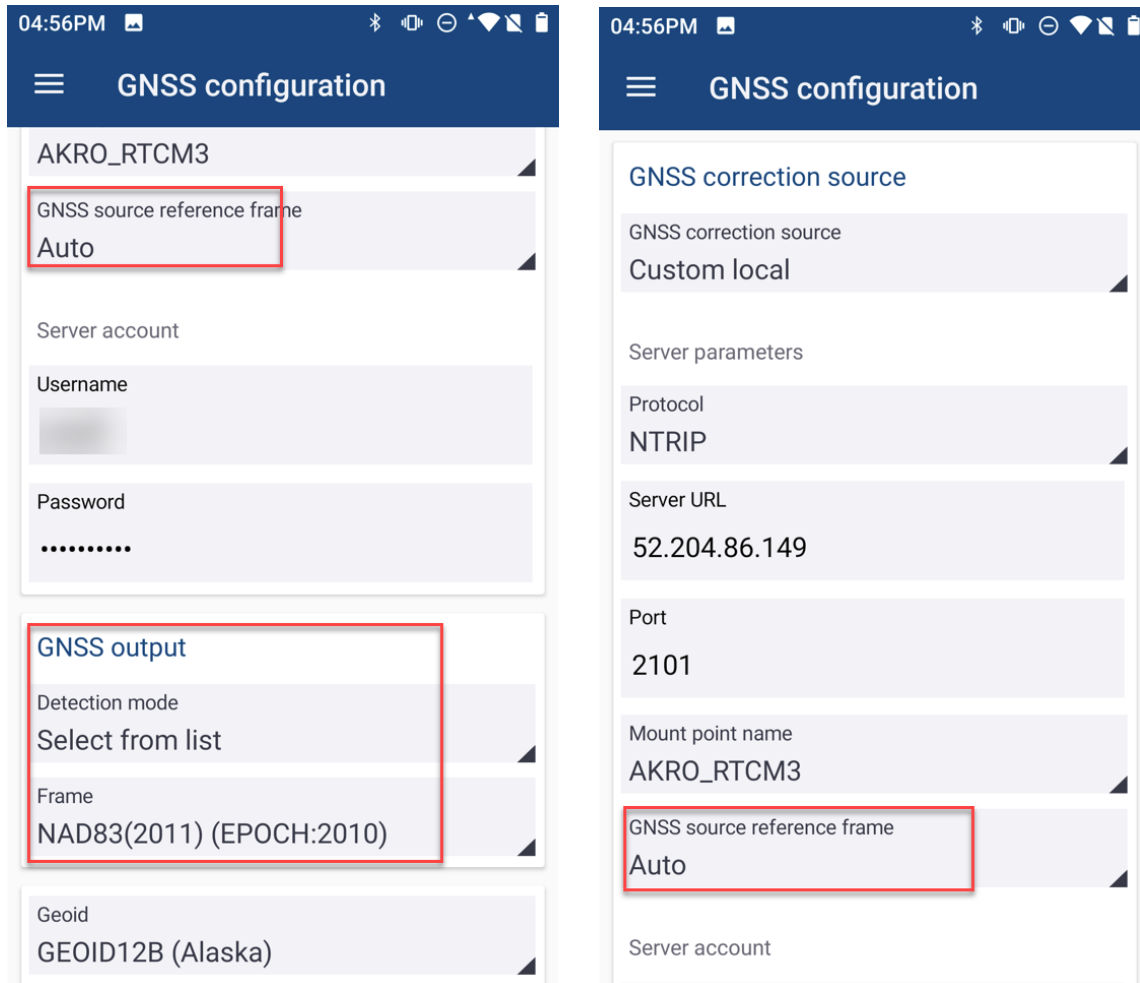 04:56PM
GNSS configuration
AKRO_RTCM3
GNSS source reference frame
Auto
Server account
Username
Password
••••••••••
GNSS output
Detection mode
Select from list
Frame
NAD83(2011) (EPOCH:2010)
Geoid
GEOID12B (Alaska)
04:56PM
GNSS configuration
GNSS correction source
GNSS correction source
Custom local
Server parameters
Protocol
NTRIP
Server URL
52.204.86.149
Port
2101
Mount point name
AKRO_RTCM3
GNSS source reference frame
Auto
Server account